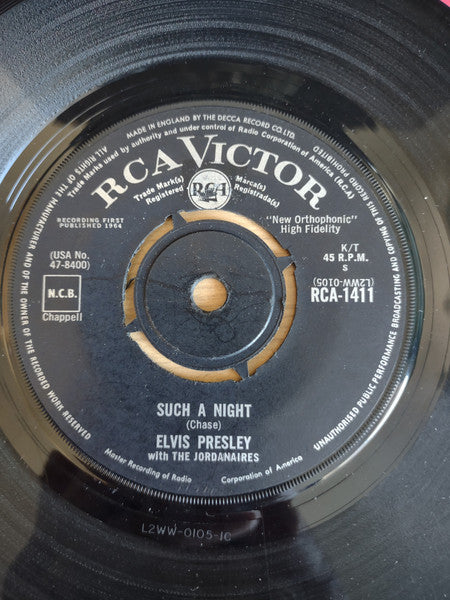 MADE IN ENGLAND BY THE DECCA RECORD CO. LTD.
Trade Marks used by authority and under control of Radio Corporation of America (R.C.A.)
ALL RIGHTS OF THE MANUFACTURER AND OF THE OWNER OF THE RECORDED WORK RESERVED
UNAUTHORISED PUBLIC PERFORMANCE BROADCASTING AND COPYING OF THIS RECORD PROHIBITED
RCA VICTOR
Trade Mark(s)
Registered
RCA
Marca(s)
Registrada(s)
RECORDING FIRST
PUBLISHED 1964
"New Orthophonic"
High Fidelity
(USA No.
47-8400)
K/T
45 R.P.M.
S
N.C.B.
Chappell
(L2WW-0105)
RCA-1411
SUCH A NIGHT
(Chase)
ELVIS PRESLEY
with THE JORDANAIRES
Master Recording of Radio Corporation of America
L2WW-0105-1C